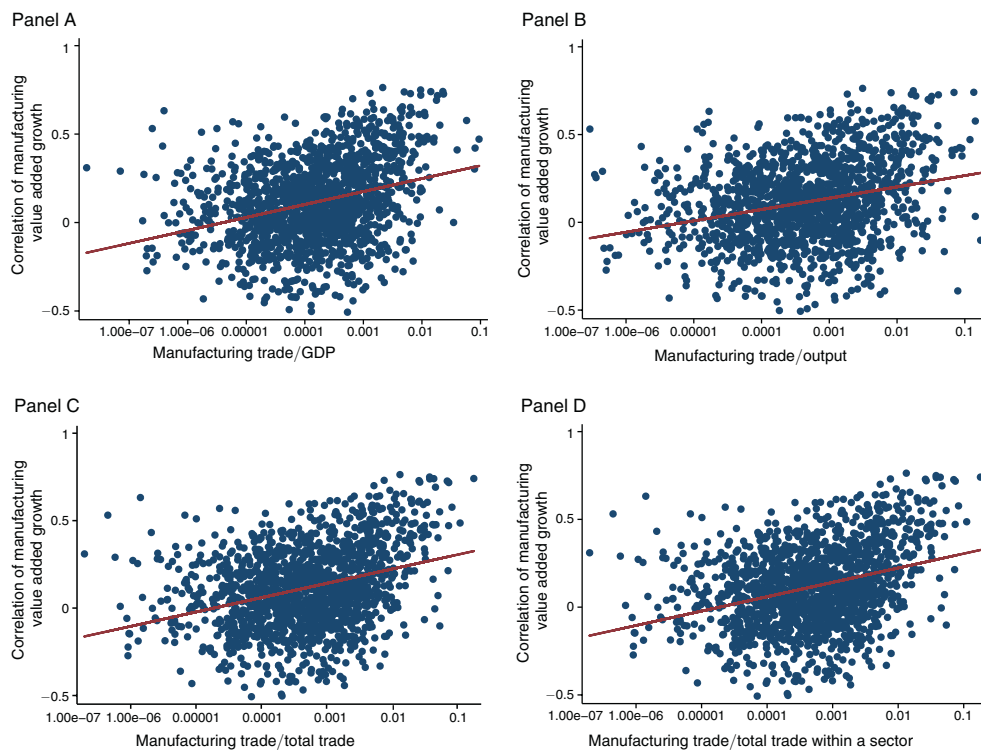 Panel A
Correlation of manufacturing
value added growth
1
0.5
0
−0.5
1.00e-07 1.00e-06 0.00001 0.0001 0.001 0.01 0.1
Manufacturing trade/GDP
Panel B
Correlation of manufacturing
value added growth
1
0.5
0
−0.5
1.00e-07 1.00e-06 0.00001 0.0001 0.001 0.01 0.1
Manufacturing trade/output
Panel C
Correlation of manufacturing
value added growth
1
0.5
0
−0.5
1.00e-07 1.00e-06 0.00001 0.0001 0.001 0.01 0.1
Manufacturing trade/total trade
Panel D
Correlation of manufacturing
value added growth
1
0.5
0
−0.5
1.00e-07 1.00e-06 0.00001 0.0001 0.001 0.01 0.1
Manufacturing trade/total trade within a sector